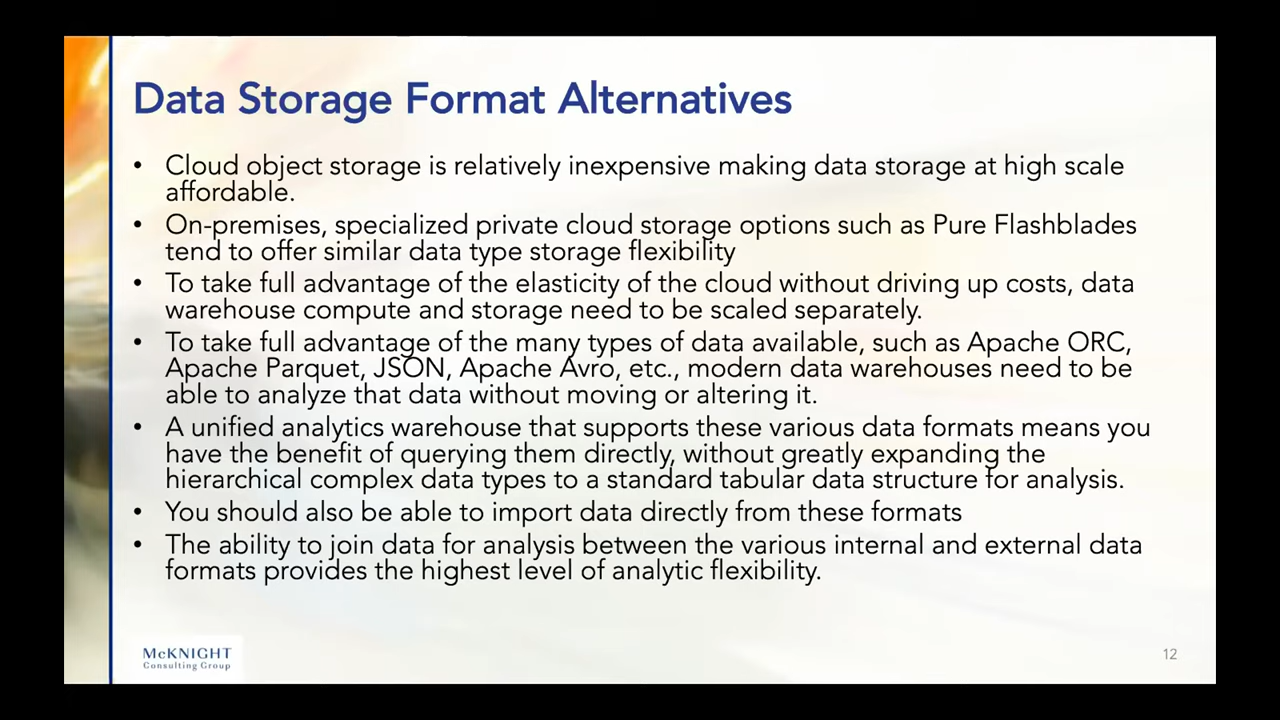 Data Storage Format Alternatives
• Cloud object storage is relatively inexpensive making data storage at high scale
affordable.
• On-premises, specialized private cloud storage options such as Pure Flashblades
tend to offer similar data type storage flexibility
• To take full advantage of the elasticity of the cloud without driving up costs, data
warehouse compute and storage need to be scaled separately.
• To take full advantage of the many types of data available, such as Apache ORC,
Apache Parquet, JSON, Apache Avro, etc., modern data warehouses need to be
able to analyze that data without moving or altering it.
• A unified analytics warehouse that supports these various data formats means you
have the benefit of querying them directly, without greatly expanding the
hierarchical complex data types to a standard tabular data structure for analysis.
• You should also be able to import data directly from these formats
• The ability to join data for analysis between the various internal and external data
formats provides the highest level of analytic flexibility.
McKNIGHT
Consulting Group
12